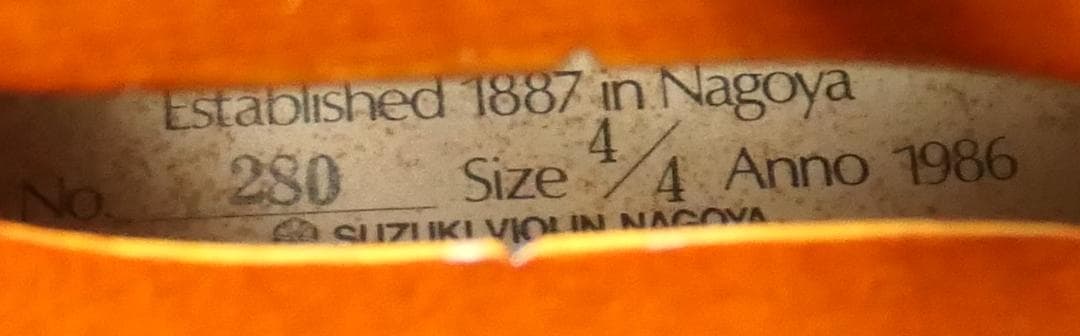 Established 1887 in Nagoya
No. 280 Size 4/4 Anno 1986
SUZUKI VIOLIN NAGOYA